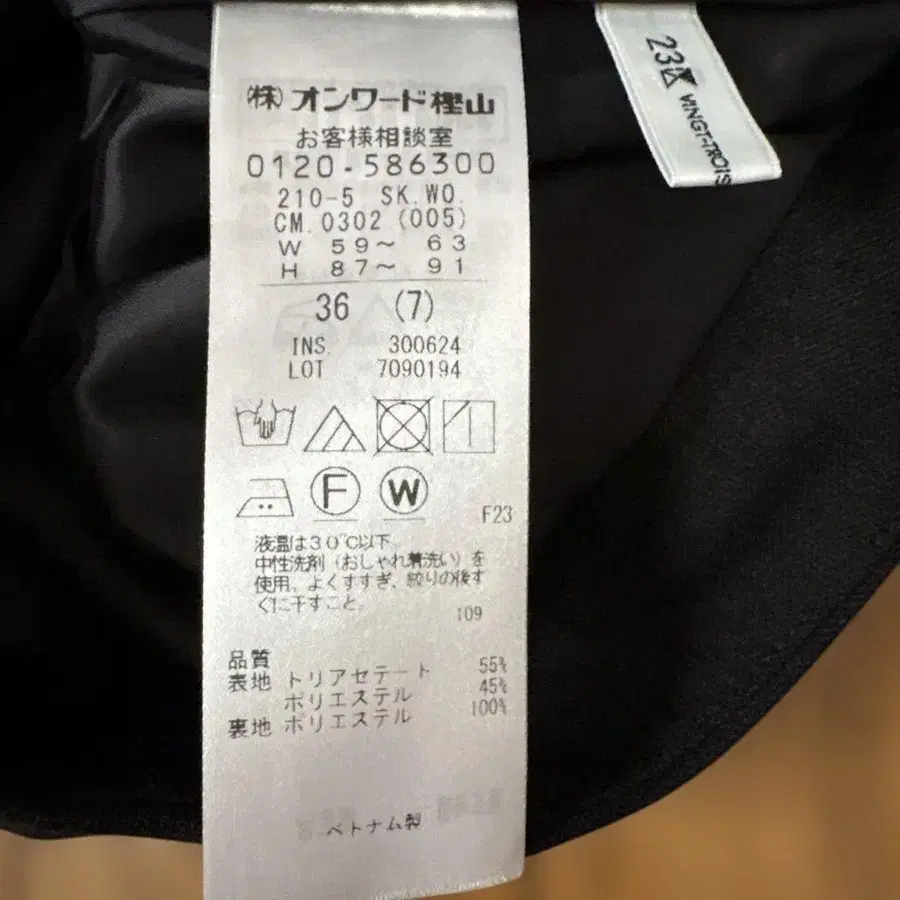 (株)オンワード樫山
お客様相談室
0120-586300
210-5 SK.WO.
CM.0302 (005)
W 59～ 63
H 87～ 91
36 (7)
INS. 300624
LOT 7090194
F
W
F23
液温は30℃以下、
中性洗剤（おしゃれ着洗い）を
使用。よくすすぎ、絞りの後す
ぐに干すこと。
109
品質
表地 トリアセテート 55%
ポリエステル 45%
裏地 ポリエステル 100%
ベトナム製
23区
VINGT-TROIS